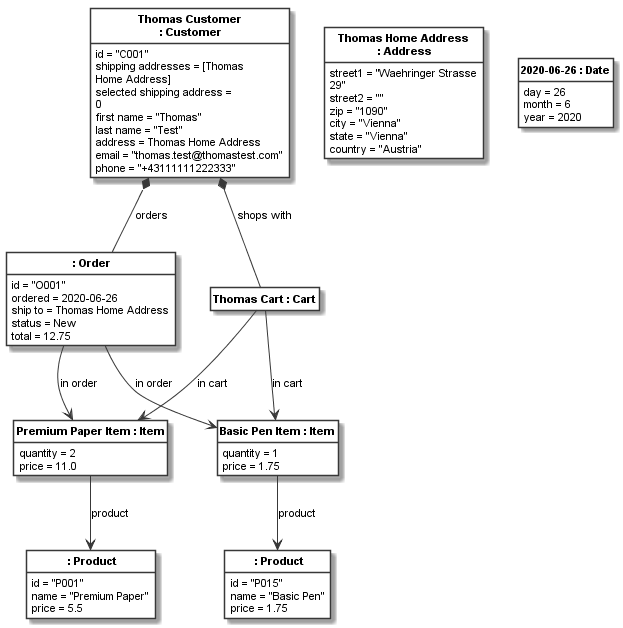 Thomas Customer
: Customer
id = "C001"
shipping addresses = [Thomas
Home Address]
selected shipping address =
0
first name = "Thomas"
last name = "Test"
address = Thomas Home Address
email = "thomas.test@thomastest.com"
phone = "+43111111222333"
Thomas Home Address
: Address
street1 = "Waehringer Strasse
29"
street2 = ""
zip = "1090"
city = "Vienna"
state = "Vienna"
country = "Austria"
2020-06-26 : Date
day = 26
month = 6
year = 2020
orders
shops with
: Order
id = "O001"
ordered = 2020-06-26
ship to = Thomas Home Address
status = New
total = 12.75
Thomas Cart : Cart
in order
in order
in cart
in cart
Premium Paper Item : Item
quantity = 2
price = 11.0
Basic Pen Item : Item
quantity = 1
price = 1.75
product
product
: Product
id = "P001"
name = "Premium Paper"
price = 5.5
: Product
id = "P015"
name = "Basic Pen"
price = 1.75